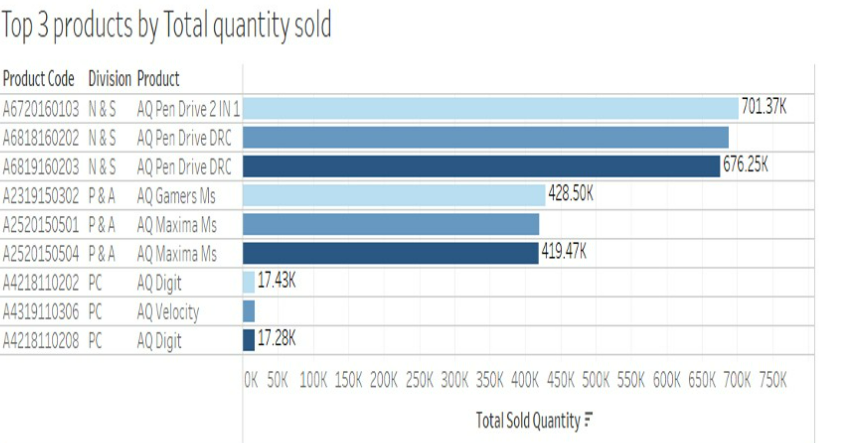 Top 3 products by Total quantity sold
Product Code Division Product
A6720160103 N & S AQ Pen Drive 2 IN 1 701.37K
A6818160202 N & S AQ Pen Drive DRC
A6819160203 N & S AQ Pen Drive DRC 676.25K
A2319150302 P & A AQ Gamers Ms 428.50K
A2520150501 P & A AQ Maxima Ms
A2520150504 P & A AQ Maxima Ms 419.47K
A4218110202 PC AQ Digit 17.43K
A4319110306 PC AQ Velocity
A4218110208 PC AQ Digit 17.28K
0K 50K 100K 150K 200K 250K 300K 350K 400K 450K 500K 550K 600K 650K 700K 750K
Total Sold Quantity